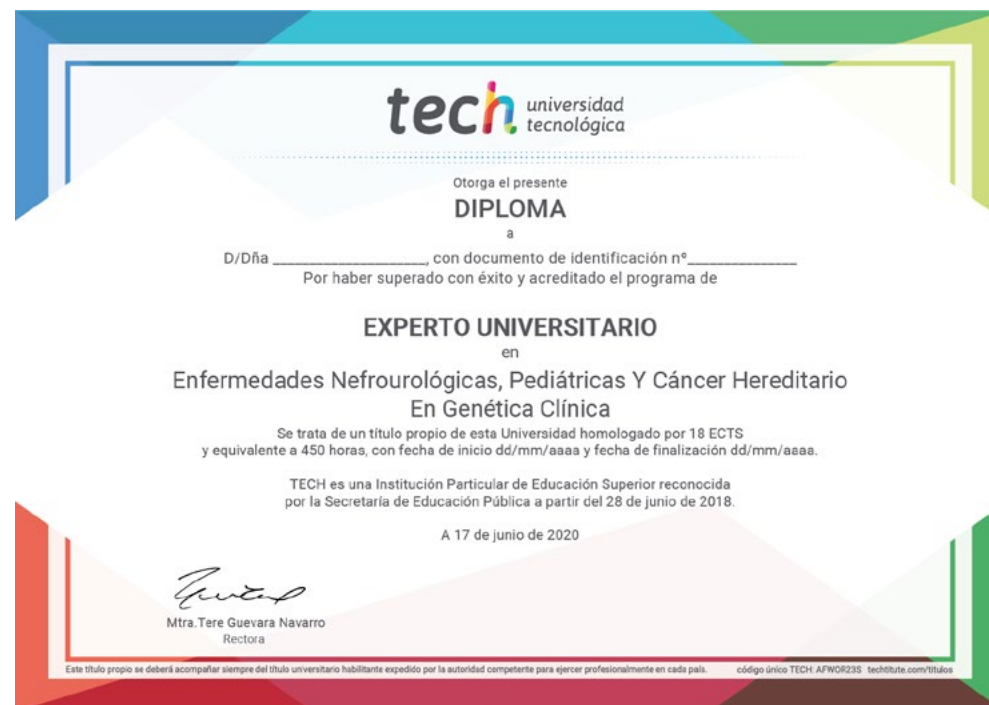 tech universidad
tecnológica
Otorga el presente
DIPLOMA
a
D/Dña ______________________, con documento de identificación nº_______________
Por haber superado con éxito y acreditado el programa de
EXPERTO UNIVERSITARIO
en
Enfermedades Nefrourológicas, Pediátricas Y Cáncer Hereditario
En Genética Clínica
Se trata de un título propio de esta Universidad homologado por 18 ECTS
y equivalente a 450 horas, con fecha de inicio dd/mm/aaaa y fecha de finalización dd/mm/aaaa.
TECH es una Institución Particular de Educación Superior reconocida
por la Secretaría de Educación Pública a partir del 28 de junio de 2018.
A 17 de junio de 2020
Mtra.Tere Guevara Navarro
Rectora
Este título propio se deberá acompañar siempre del título universitario habilitante expedido por la autoridad competente para ejercer profesionalmente en cada país. código único TECH: AFWOR23S techtitute.com/titulos